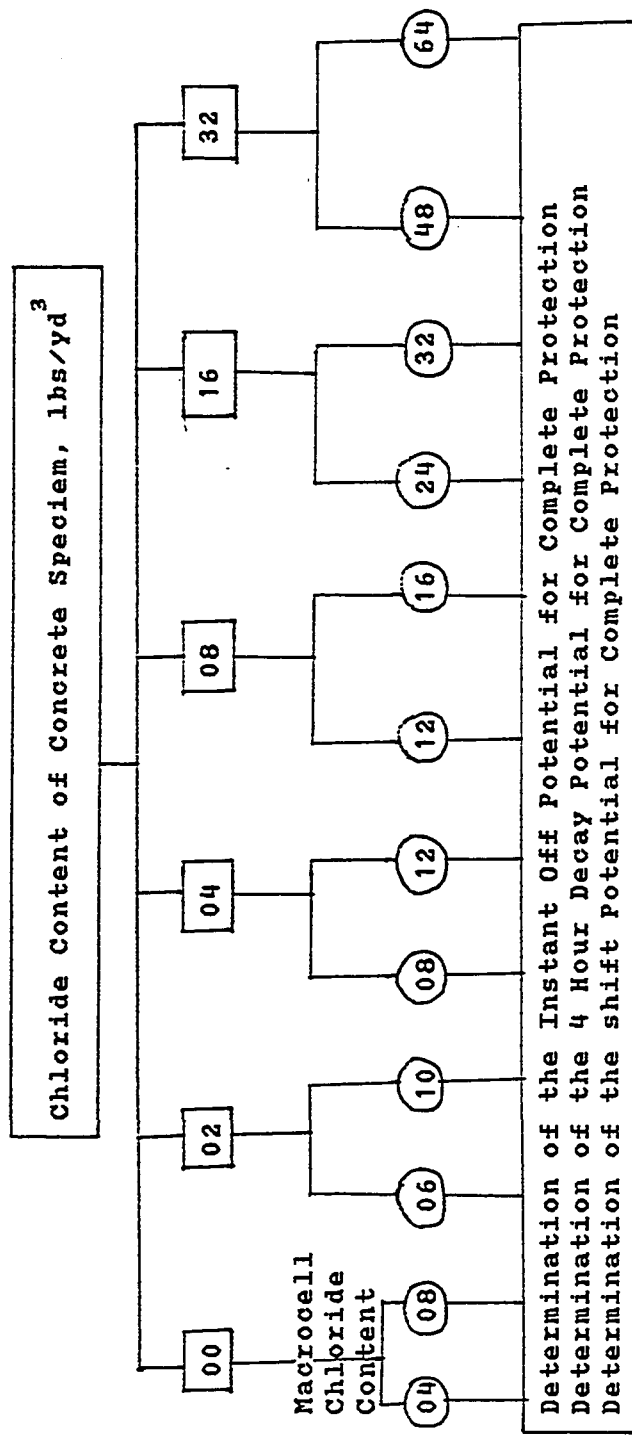 Chloride Content of Concrete Speciem, lbs/yd³
00 02 04 08 16 32
Macrocell
Chloride
Content
04 08 06 10 08 12 12 16 24 32 48 64
Determination of the Instant Off Potential for Complete Protection
Determination of the 4 Hour Decay Potential for Complete Protection
Determination of the shift Potential for Complete Protection